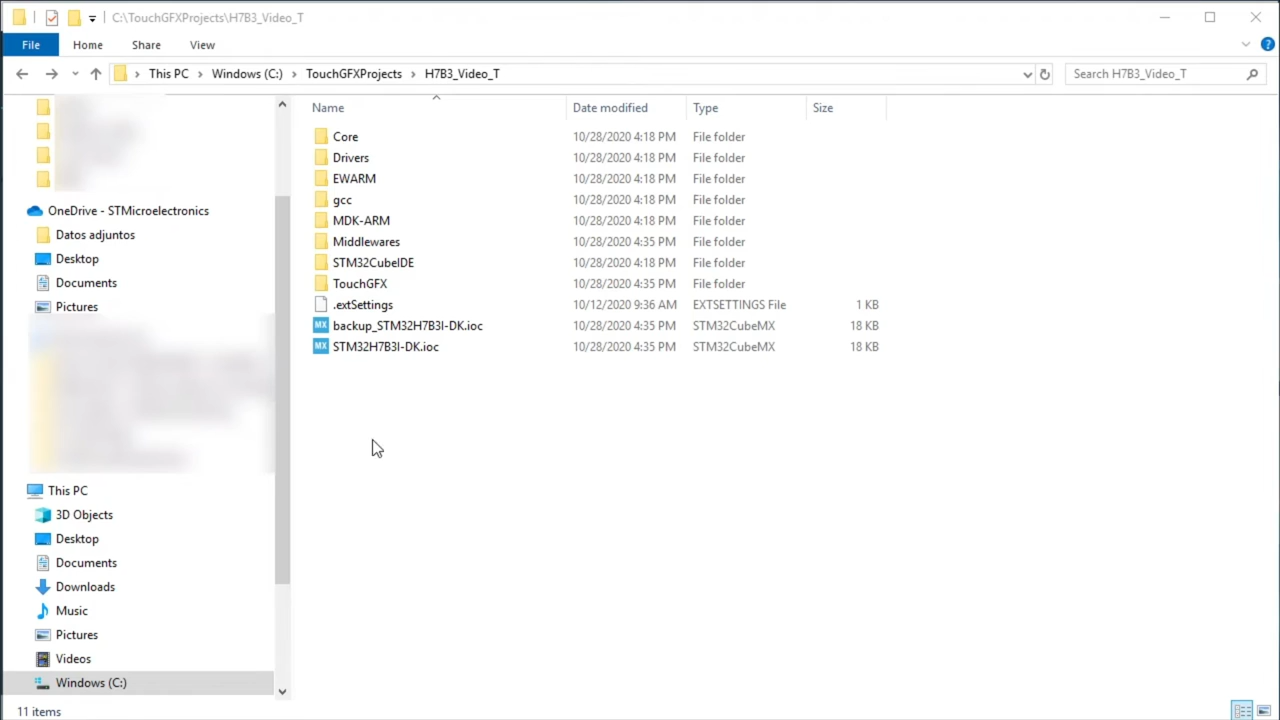 C:\TouchGFXProjects\H7B3_Video_T
File Home Share View
This PC Windows (C:) TouchGFXProjects H7B3_Video_T Search H7B3_Video_T
Name Date modified Type Size
Core 10/28/2020 4:18 PM File folder
Drivers 10/28/2020 4:18 PM File folder
EWARM 10/28/2020 4:18 PM File folder
gcc 10/28/2020 4:18 PM File folder
MDK-ARM 10/28/2020 4:18 PM File folder
Middlewares 10/28/2020 4:35 PM File folder
STM32CubeIDE 10/28/2020 4:18 PM File folder
TouchGFX 10/28/2020 4:35 PM File folder
.extSettings 10/12/2020 9:36 AM EXTSETTINGS File 1 KB
MX backup_STM32H7B3I-DK.ioc 10/28/2020 4:35 PM STM32CubeMX 18 KB
MX STM32H7B3I-DK.ioc 10/28/2020 4:35 PM STM32CubeMX 18 KB
OneDrive - STMicroelectronics
Datos adjuntos
Desktop
Documents
Pictures
This PC
3D Objects
Desktop
Documents
Downloads
Music
Pictures
Videos
Windows (C:)
11 items